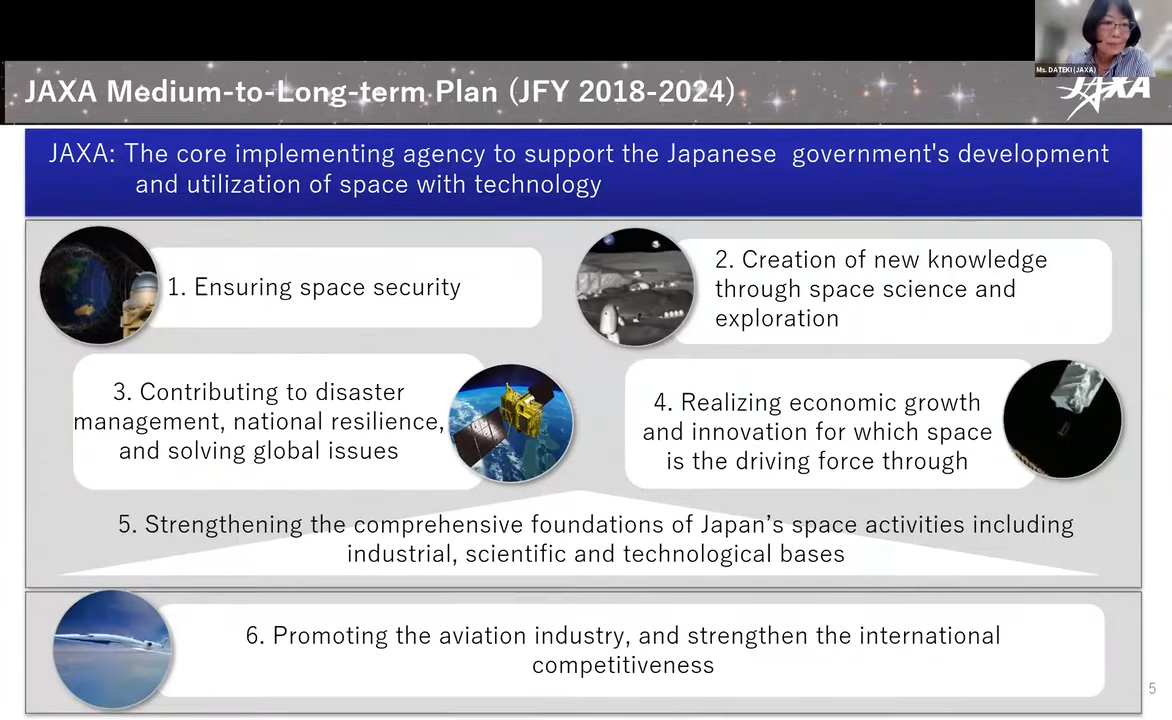 Ms. DATEKI (JAXA)
JAXA Medium-to-Long-term Plan (JFY 2018-2024)
JAXA
JAXA: The core implementing agency to support the Japanese government's development
and utilization of space with technology
1. Ensuring space security
2. Creation of new knowledge
through space science and
exploration
3. Contributing to disaster
management, national resilience,
and solving global issues
4. Realizing economic growth
and innovation for which space
is the driving force through
5. Strengthening the comprehensive foundations of Japan’s space activities including
industrial, scientific and technological bases
6. Promoting the aviation industry, and strengthen the international
competitiveness
5